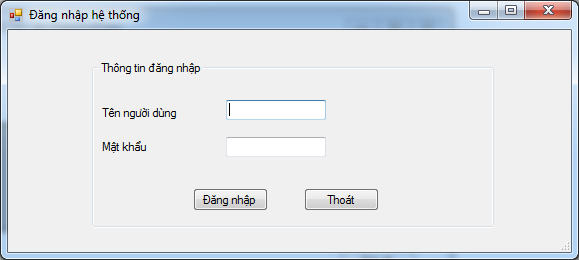 Đăng nhập hệ thống
Thông tin đăng nhập
Tên người dùng
Mật khẩu
Đăng nhập
Thoát